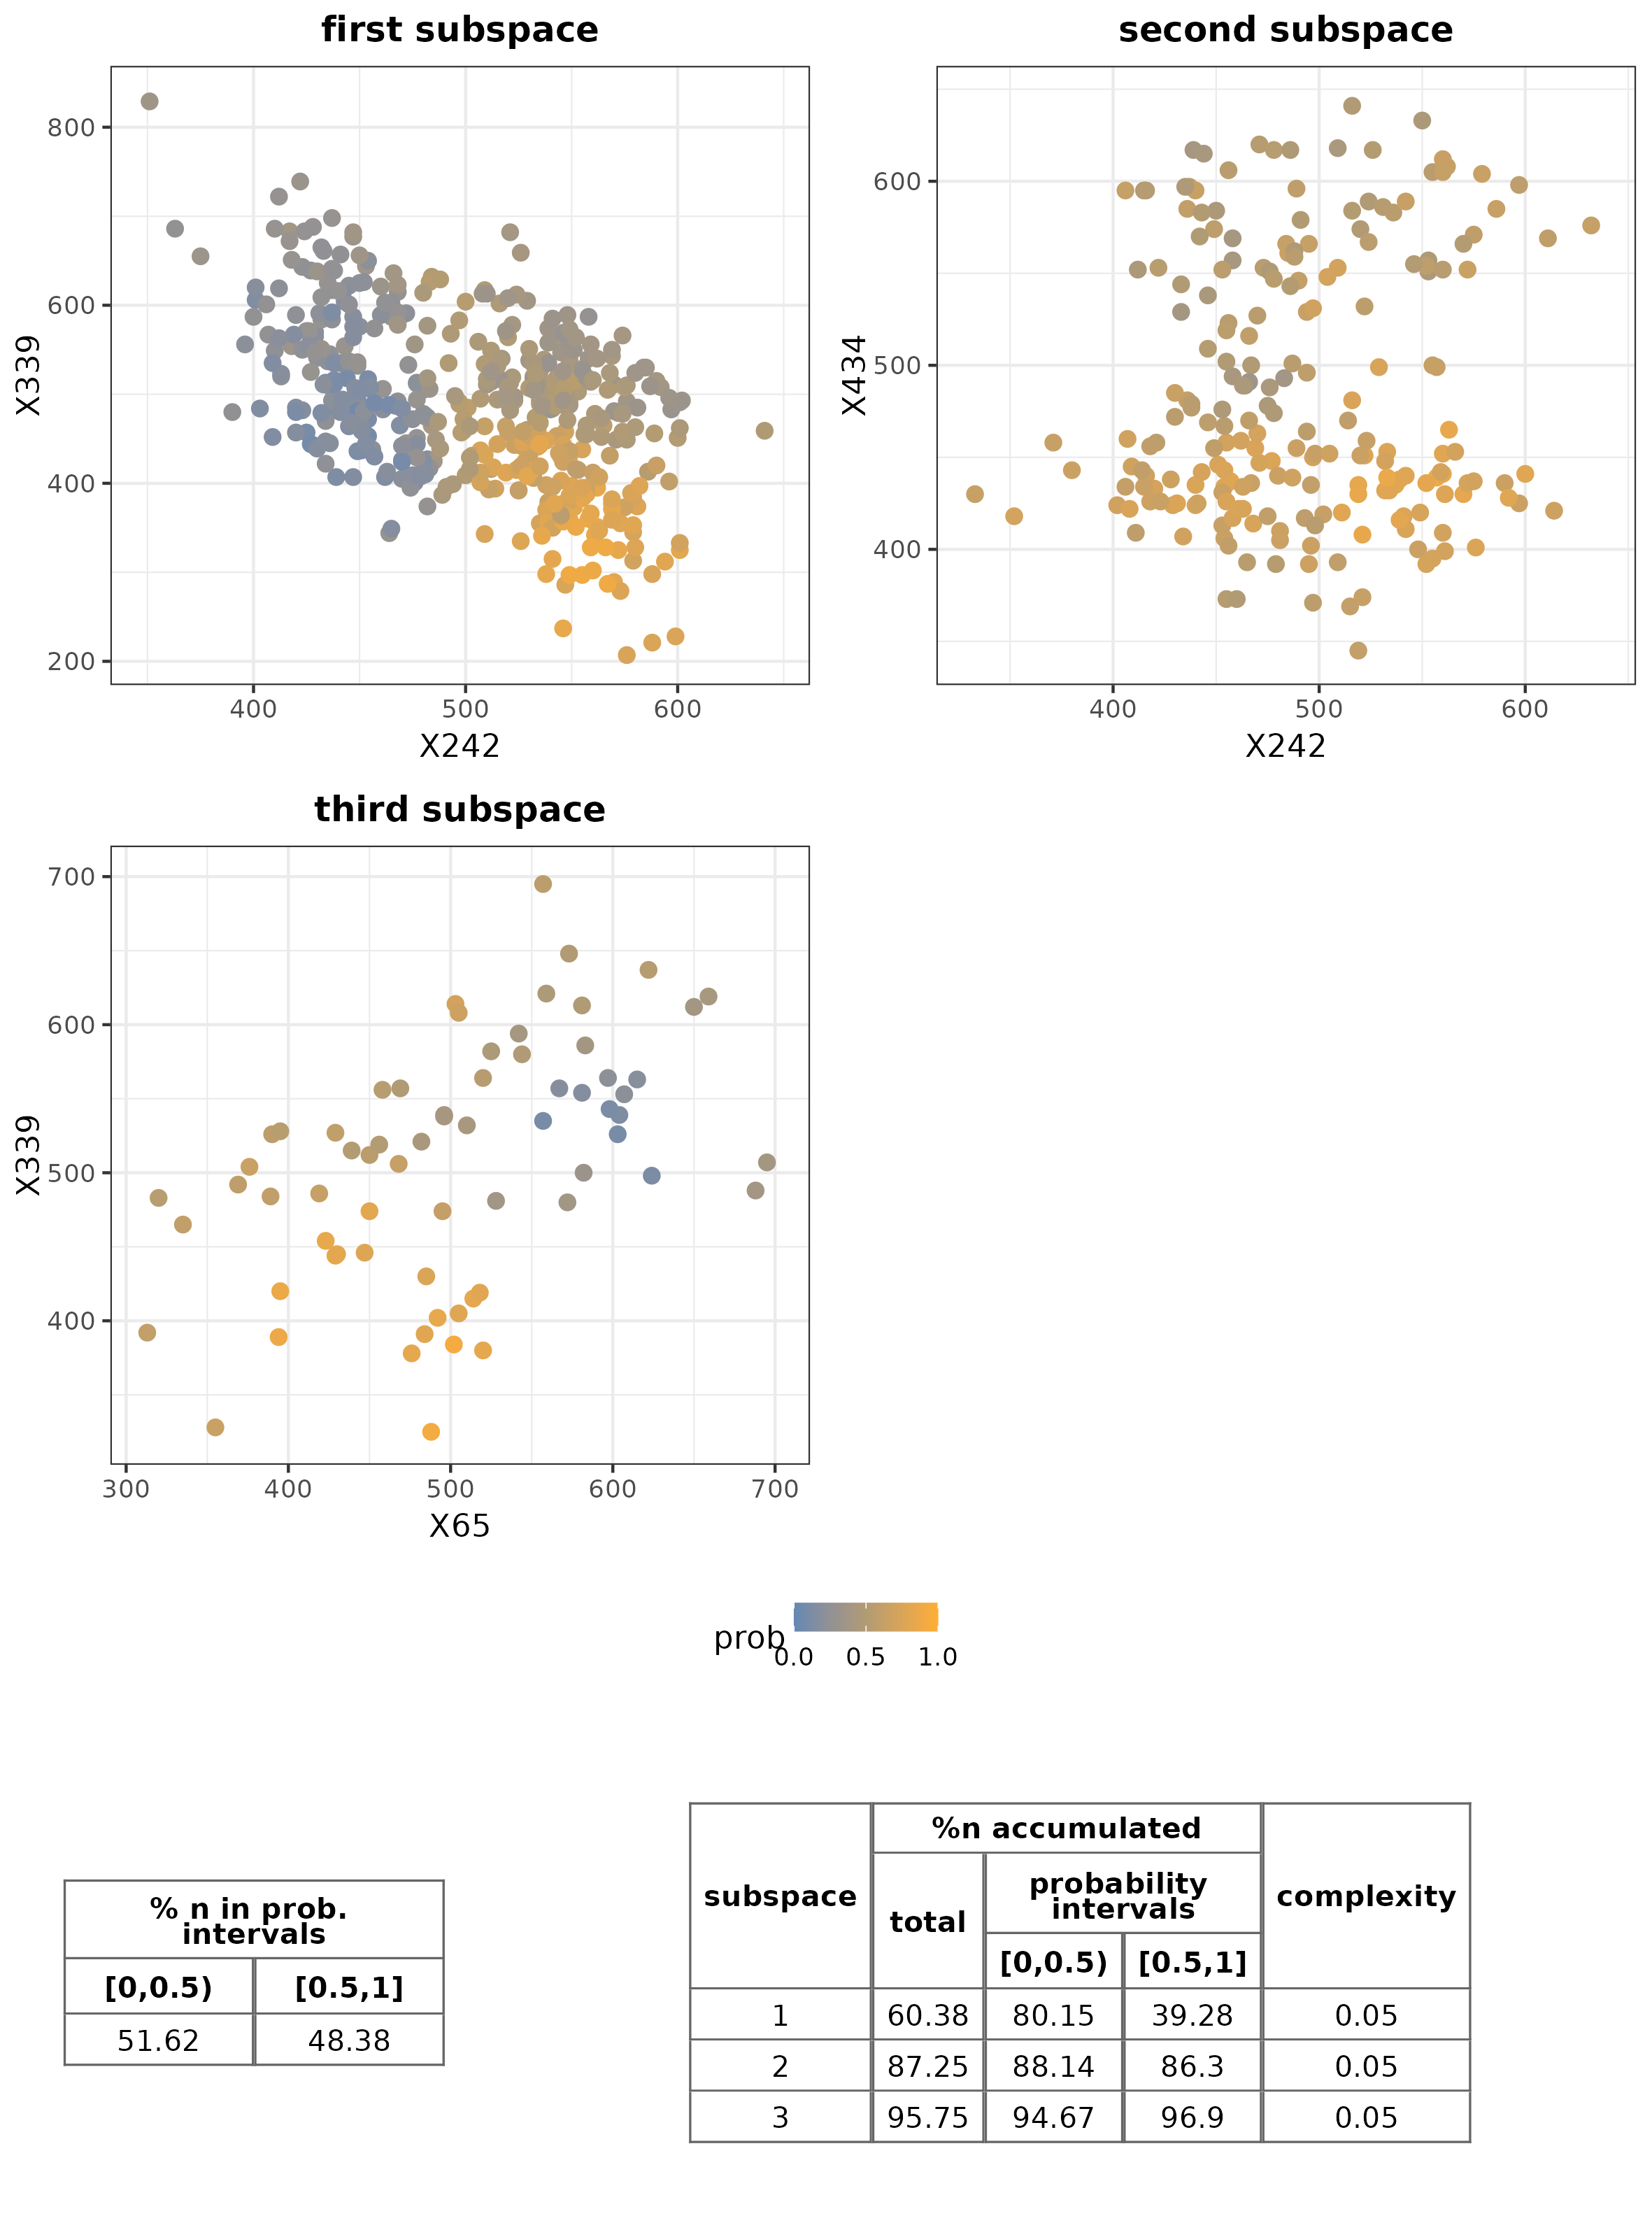 first subspace
800
600
400
200
X339
400 500 600
X242
second subspace
600
500
400
X434
400 500 600
X242
third subspace
700
600
500
400
X339
300 400 500 600 700
X65
prob
0.0 0.5 1.0
% n in prob.
intervals
[0,0.5) [0.5,1]
51.62 48.38
%n accumulated
subspace total probability
intervals complexity
[0,0.5) [0.5,1]
1 60.38 80.15 39.28 0.05
2 87.25 88.14 86.3 0.05
3 95.75 94.67 96.9 0.05